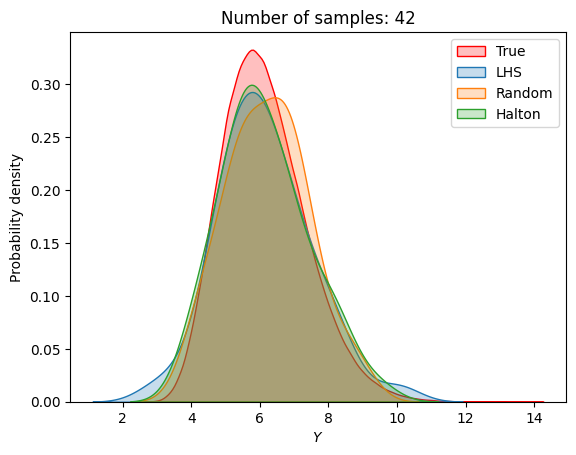 Number of samples: 42
True
LHS
Random
Halton
Probability density
0.30
0.25
0.20
0.15
0.10
0.05
0.00
2 4 6 8 10 12 14
Y